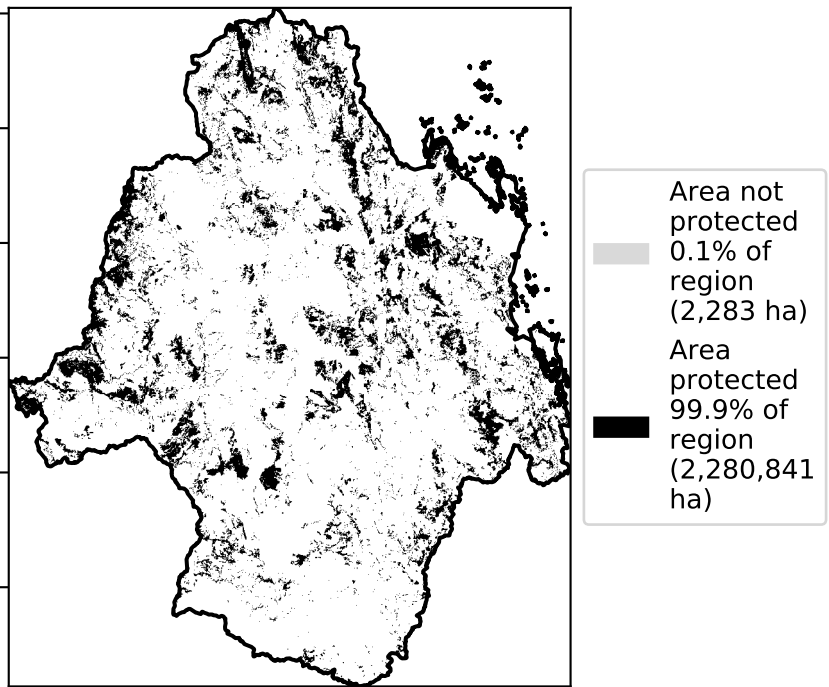 Area not
protected
0.1% of
region
(2,283 ha)
Area
protected
99.9% of
region
(2,280,841
ha)